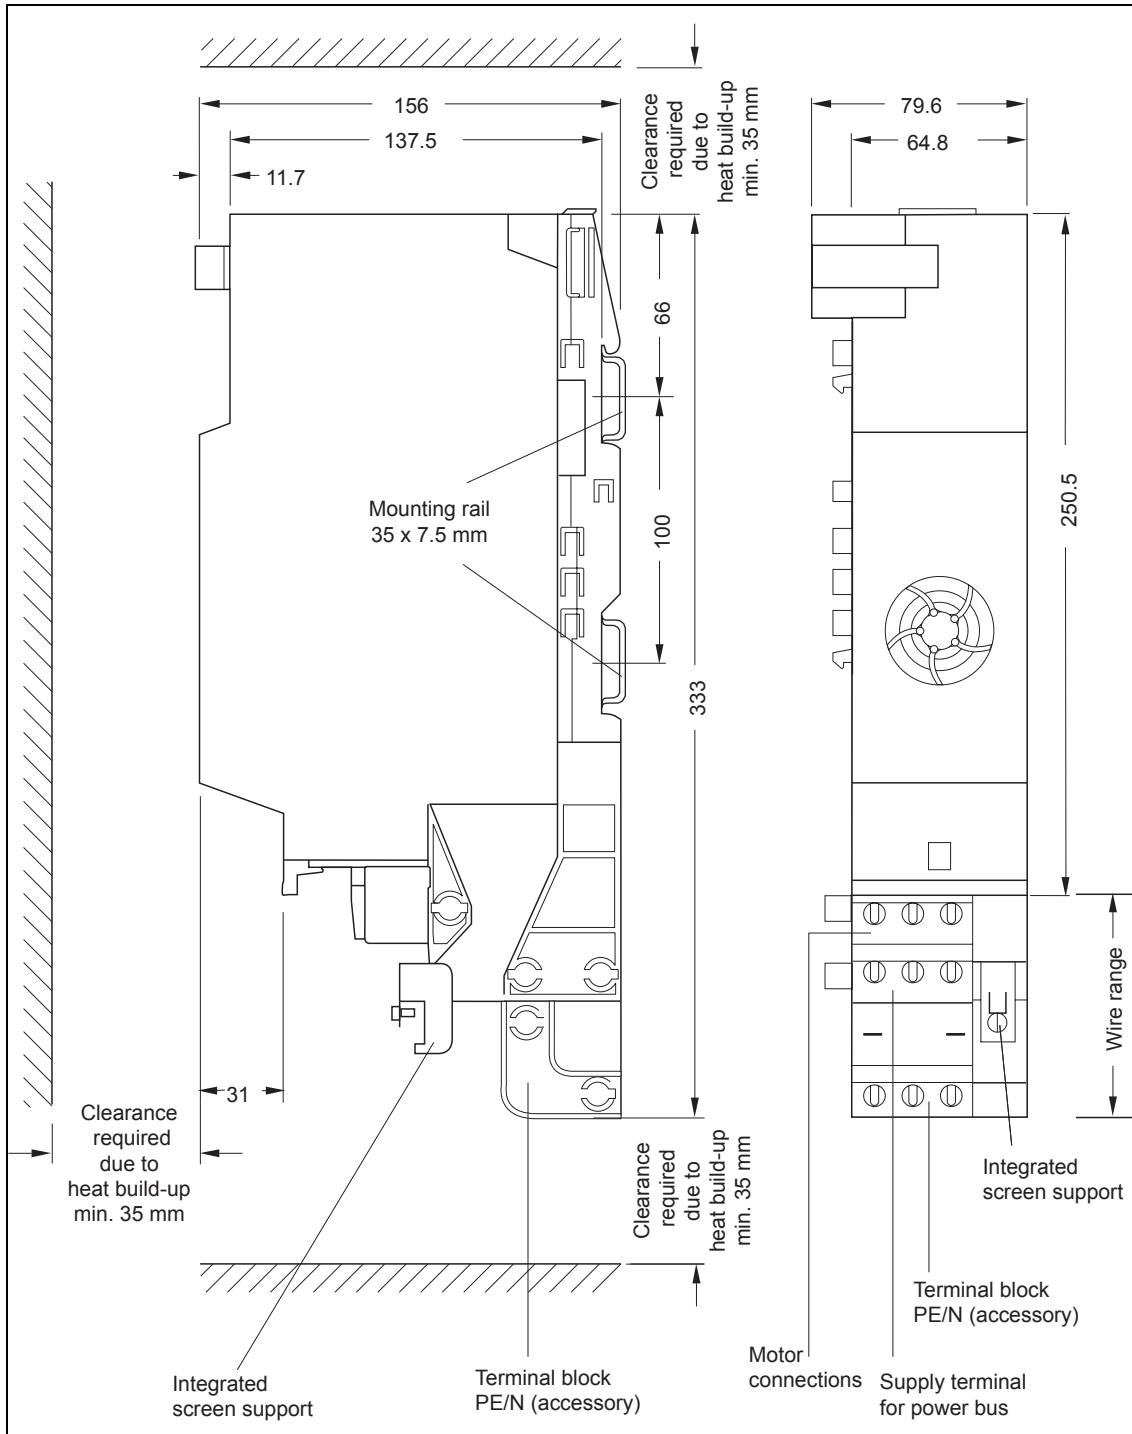 156
137.5
11.7
Clearance
required
due to
heat build-up
min. 35 mm
79.6
64.8
66
100
333
250.5
Mounting rail
35 x 7.5 mm
31
Clearance
required
due to
heat build-up
min. 35 mm
Clearance
required
due to
heat build-up
min. 35 mm
Wire range
Integrated
screen support
Terminal block
PE/N (accessory)
Motor
connections
Supply terminal
for power bus
Integrated
screen support
Terminal block
PE/N (accessory)